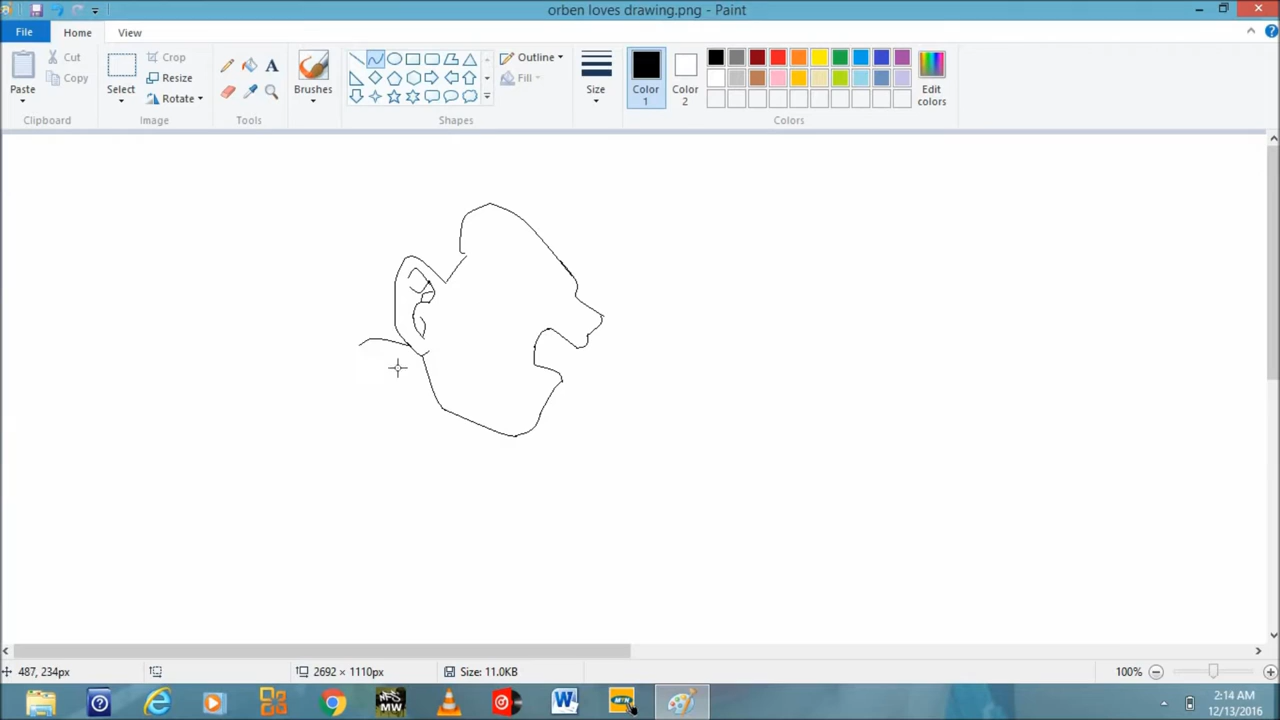 orben loves drawing.png - Paint
File
Home
View
Paste
Cut
Copy
Clipboard
Select
Crop
Resize
Rotate
Image
Tools
Brushes
Outline
Fill
Shapes
Size
Color 1
Color 2
Edit colors
Colors
487, 234px
2692 × 1110px
Size: 11.0KB
100%
MW
W
MTN
2:14 AM
12/13/2016